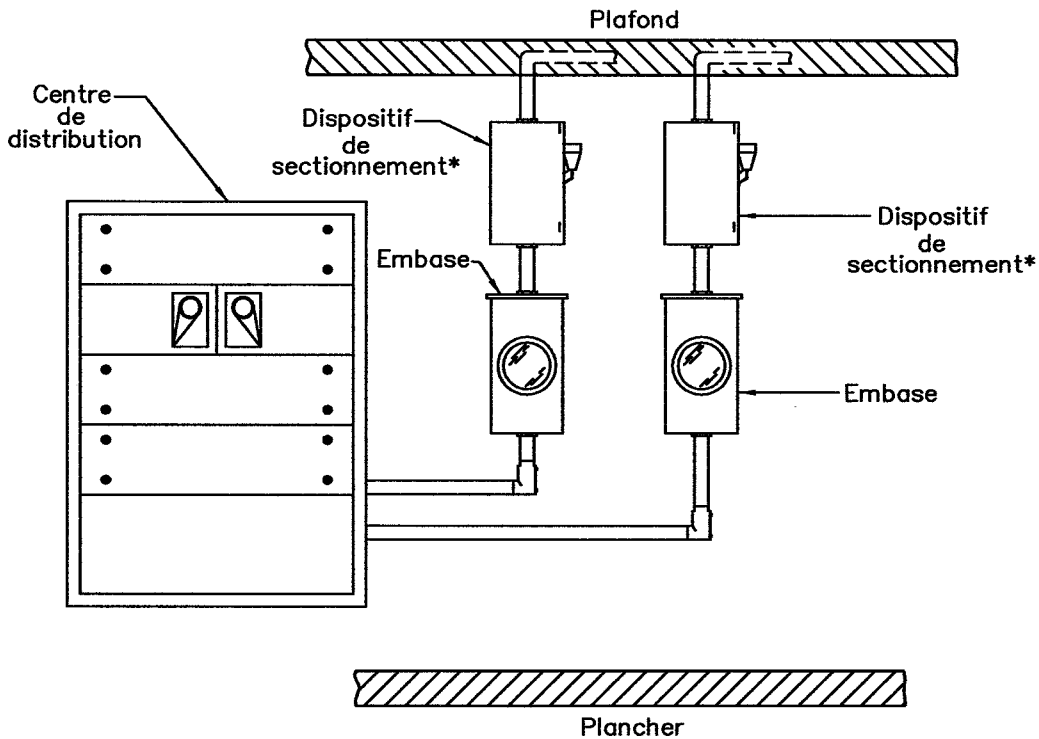 Plafond
Centre
de
distribution
Dispositif
de
sectionnement*
Embase
Dispositif
de
sectionnement*
Embase
Plancher